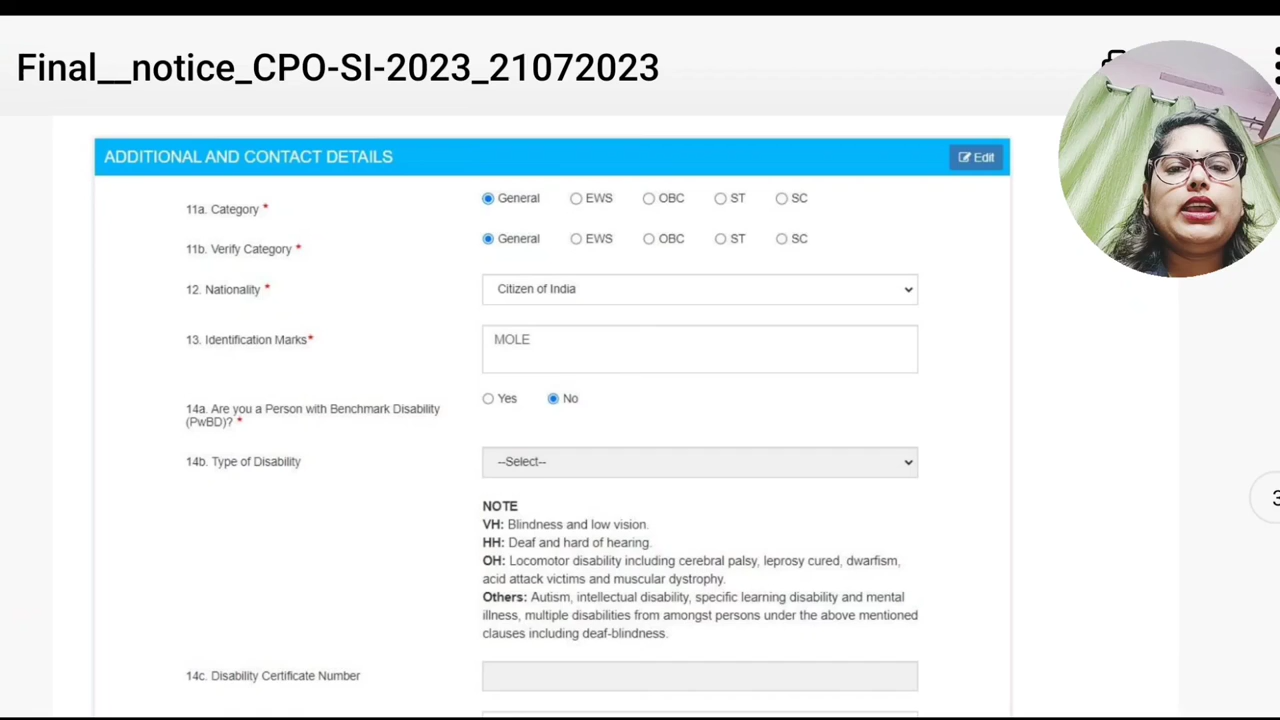 Final__notice_CPO-SI-2023_21072023
ADDITIONAL AND CONTACT DETAILS
Edit
11a. Category *
General EWS OBC ST SC
11b. Verify Category *
General EWS OBC ST SC
12. Nationality *
Citizen of India
13. Identification Marks*
MOLE
14a. Are you a Person with Benchmark Disability
(PwBD)? *
Yes No
14b. Type of Disability
--Select--
NOTE
VH: Blindness and low vision.
HH: Deaf and hard of hearing.
OH: Locomotor disability including cerebral palsy, leprosy cured, dwarfism,
acid attack victims and muscular dystrophy.
Others: Autism, intellectual disability, specific learning disability and mental
illness, multiple disabilities from amongst persons under the above mentioned
clauses including deaf-blindness.
3
14c. Disability Certificate Number